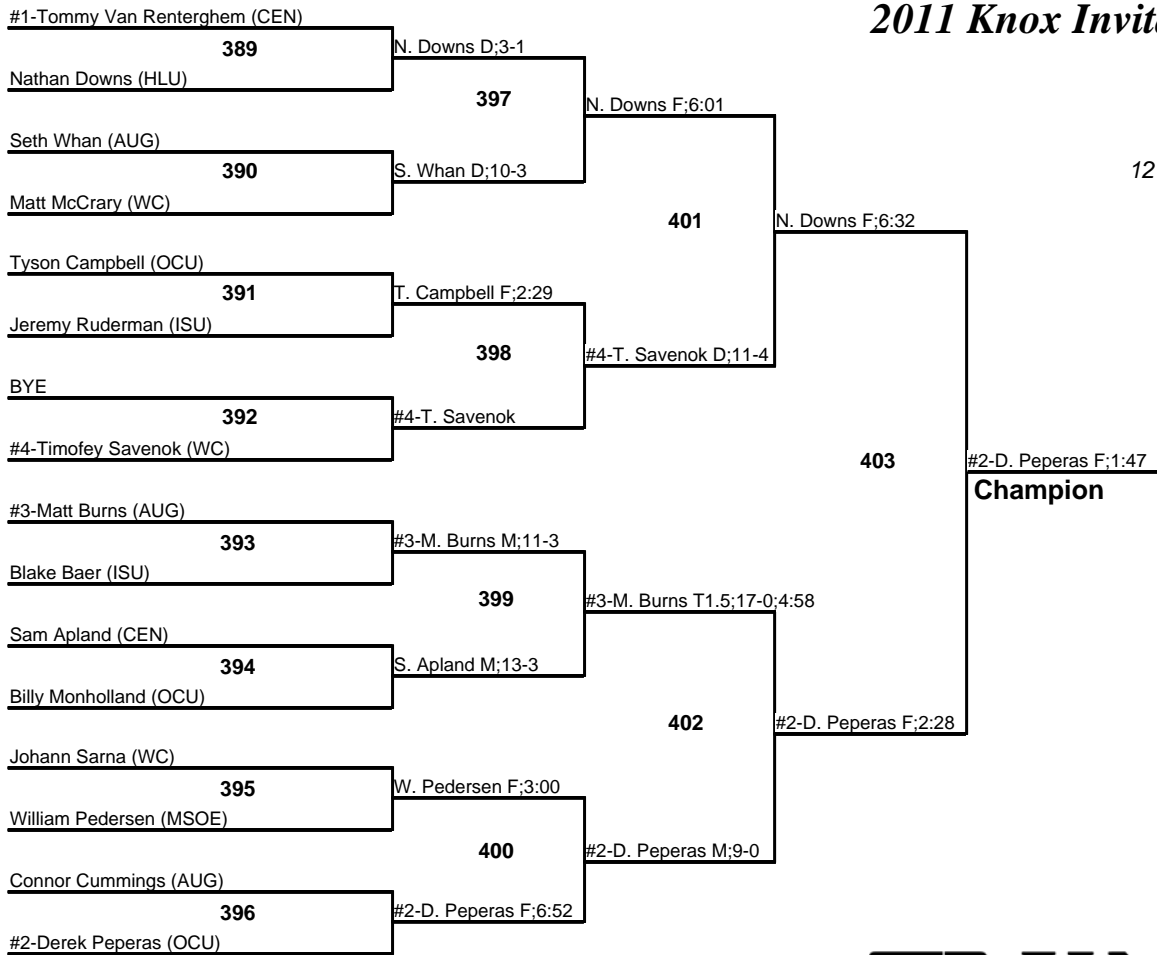 #1-Tommy Van Renterghem (CEN)
2011 Knox Invit
389
N. Downs D;3-1
Nathan Downs (HLU)
397
N. Downs F;6:01
Seth Whan (AUG)
390
S. Whan D;10-3
12
Matt McCrary (WC)
401
N. Downs F;6:32
Tyson Campbell (OCU)
391
T. Campbell F;2:29
Jeremy Ruderman (ISU)
398
#4-T. Savenok D;11-4
BYE
392
#4-T. Savenok
#4-Timofey Savenok (WC)
403
#2-D. Peperas F;1:47
Champion
#3-Matt Burns (AUG)
393
#3-M. Burns M;11-3
Blake Baer (ISU)
399
#3-M. Burns T1.5;17-0;4:58
Sam Apland (CEN)
394
S. Apland M;13-3
Billy Monholland (OCU)
402
#2-D. Peperas F;2:28
Johann Sarna (WC)
395
W. Pedersen F;3:00
William Pedersen (MSOE)
400
#2-D. Peperas M;9-0
Connor Cummings (AUG)
396
#2-D. Peperas F;6:52
#2-Derek Peperas (OCU)